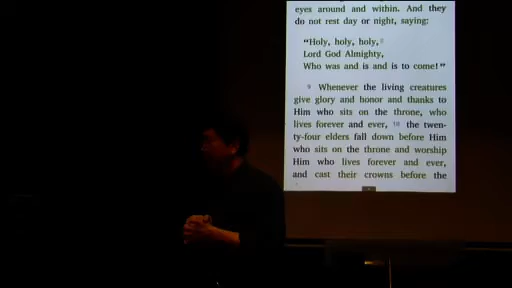 eyes around and within. And they
do not rest day or night, saying:
“Holy, holy, holy,
Lord God Almighty,
Who was and is and is to come!”
9 Whenever the living creatures
give glory and honor and thanks to
Him who sits on the throne, who
lives forever and ever, 10 the twen-
ty-four elders fall down before Him
who sits on the throne and worship
Him who lives forever and ever,
and cast their crowns before the